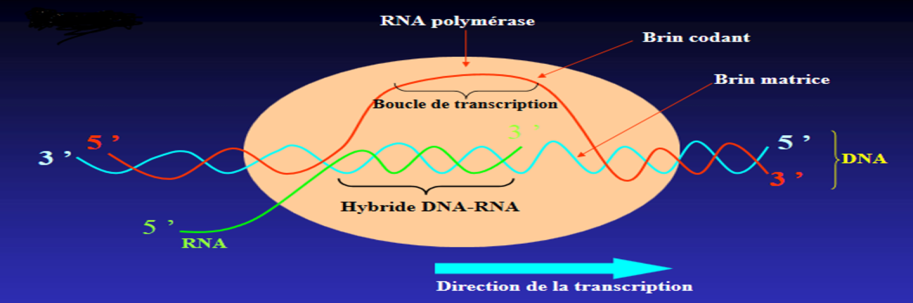 RNA polymérase
Brin codant
Brin matrice
Boucle de transcription
3 ’
5 ’
3 ’
5 ’
3 ’
DNA
Hybride DNA-RNA
5 ’
RNA
Direction de la transcription